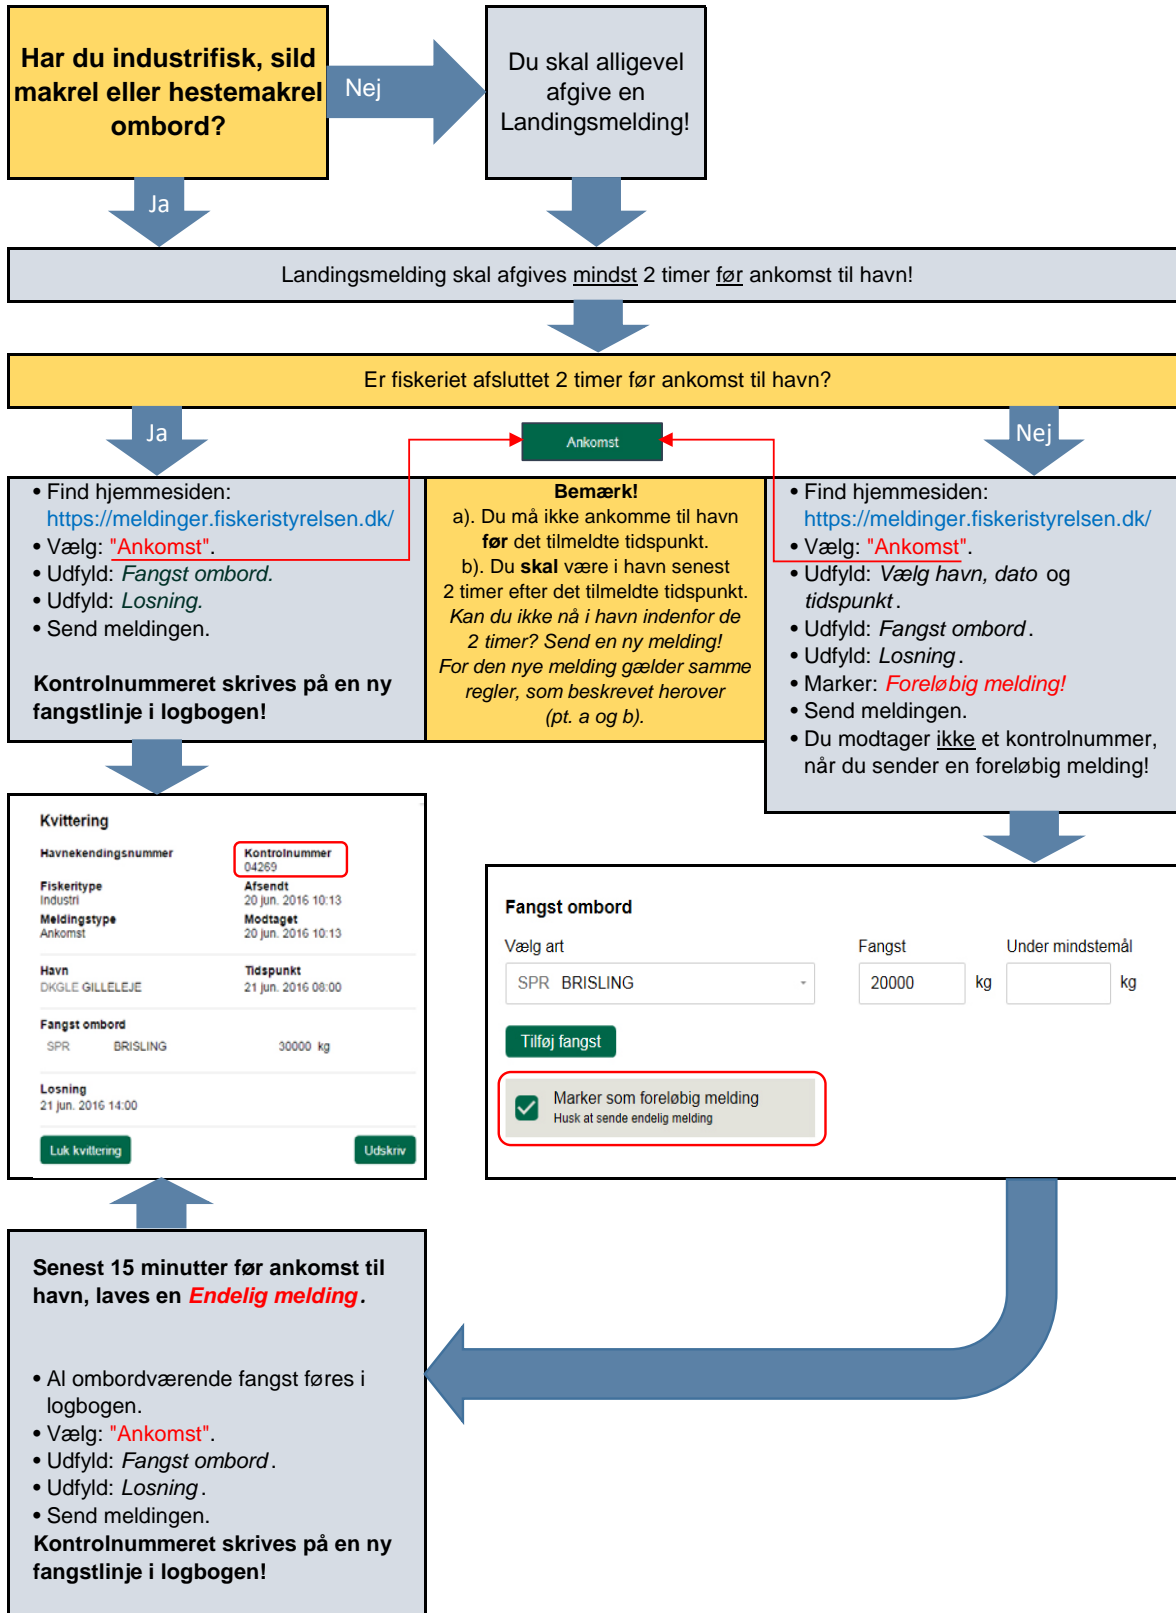 Har du industrifisk, sild
makrel eller hestemakrel
ombord?
Nej
Du skal alligevel
afgive en
Landingsmelding!
Ja
Landingsmelding skal afgives mindst 2 timer før ankomst til havn!
Er fiskeriet afsluttet 2 timer før ankomst til havn?
Ja
Ankomst
Nej
• Find hjemmesiden:
https://meldinger.fiskeristyrelsen.dk/
• Vælg: "Ankomst".
• Udfyld: Fangst ombord.
• Udfyld: Losning.
• Send meldingen.
Kontrolnummeret skrives på en ny
fangstlinje i logbogen!
Bemærk!
a). Du må ikke ankomme til havn
før det tilmeldte tidspunkt.
b). Du skal være i havn senest
2 timer efter det tilmeldte tidspunkt.
Kan du ikke nå i havn indenfor de
2 timer? Send en ny melding!
For den nye melding gælder samme
regler, som beskrevet herover
(pt. a og b).
• Find hjemmesiden:
https://meldinger.fiskeristyrelsen.dk/
• Vælg: "Ankomst".
• Udfyld: Vælg havn, dato og
tidspunkt.
• Udfyld: Fangst ombord.
• Udfyld: Losning.
• Marker: Foreløbig melding!
• Send meldingen.
• Du modtager ikke et kontrolnummer,
når du sender en foreløbig melding!
Kvittering
Havnekendingsnummer Kontrolnummer
04269
Fiskeritype Afsendt
Industri 20 jun. 2016 10:13
Meldingstype Modtaget
Ankomst 20 jun. 2016 10:13
Havn Tidspunkt
DKGLE GILLELEJE 21 jun. 2016 08:00
Fangst ombord
SPR BRISLING 30000 kg
Losning
21 jun. 2016 14:00
Luk kvittering Udskriv
Fangst ombord
Vælg art Fangst Under mindstemål
SPR BRISLING 20000 kg kg
Tilføj fangst
Marker som foreløbig melding
Husk at sende endelig melding
Senest 15 minutter før ankomst til
havn, laves en Endelig melding.
• Al ombordværende fangst føres i
logbogen.
• Vælg: "Ankomst".
• Udfyld: Fangst ombord.
• Udfyld: Losning.
• Send meldingen.
Kontrolnummeret skrives på en ny
fangstlinje i logbogen!